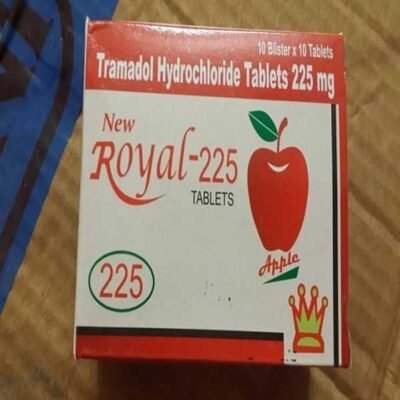 10 Blister x 10 Tablets
Tramadol Hydrochloride Tablets 225 mg
New
Royal-225
TABLETS
Apple
225